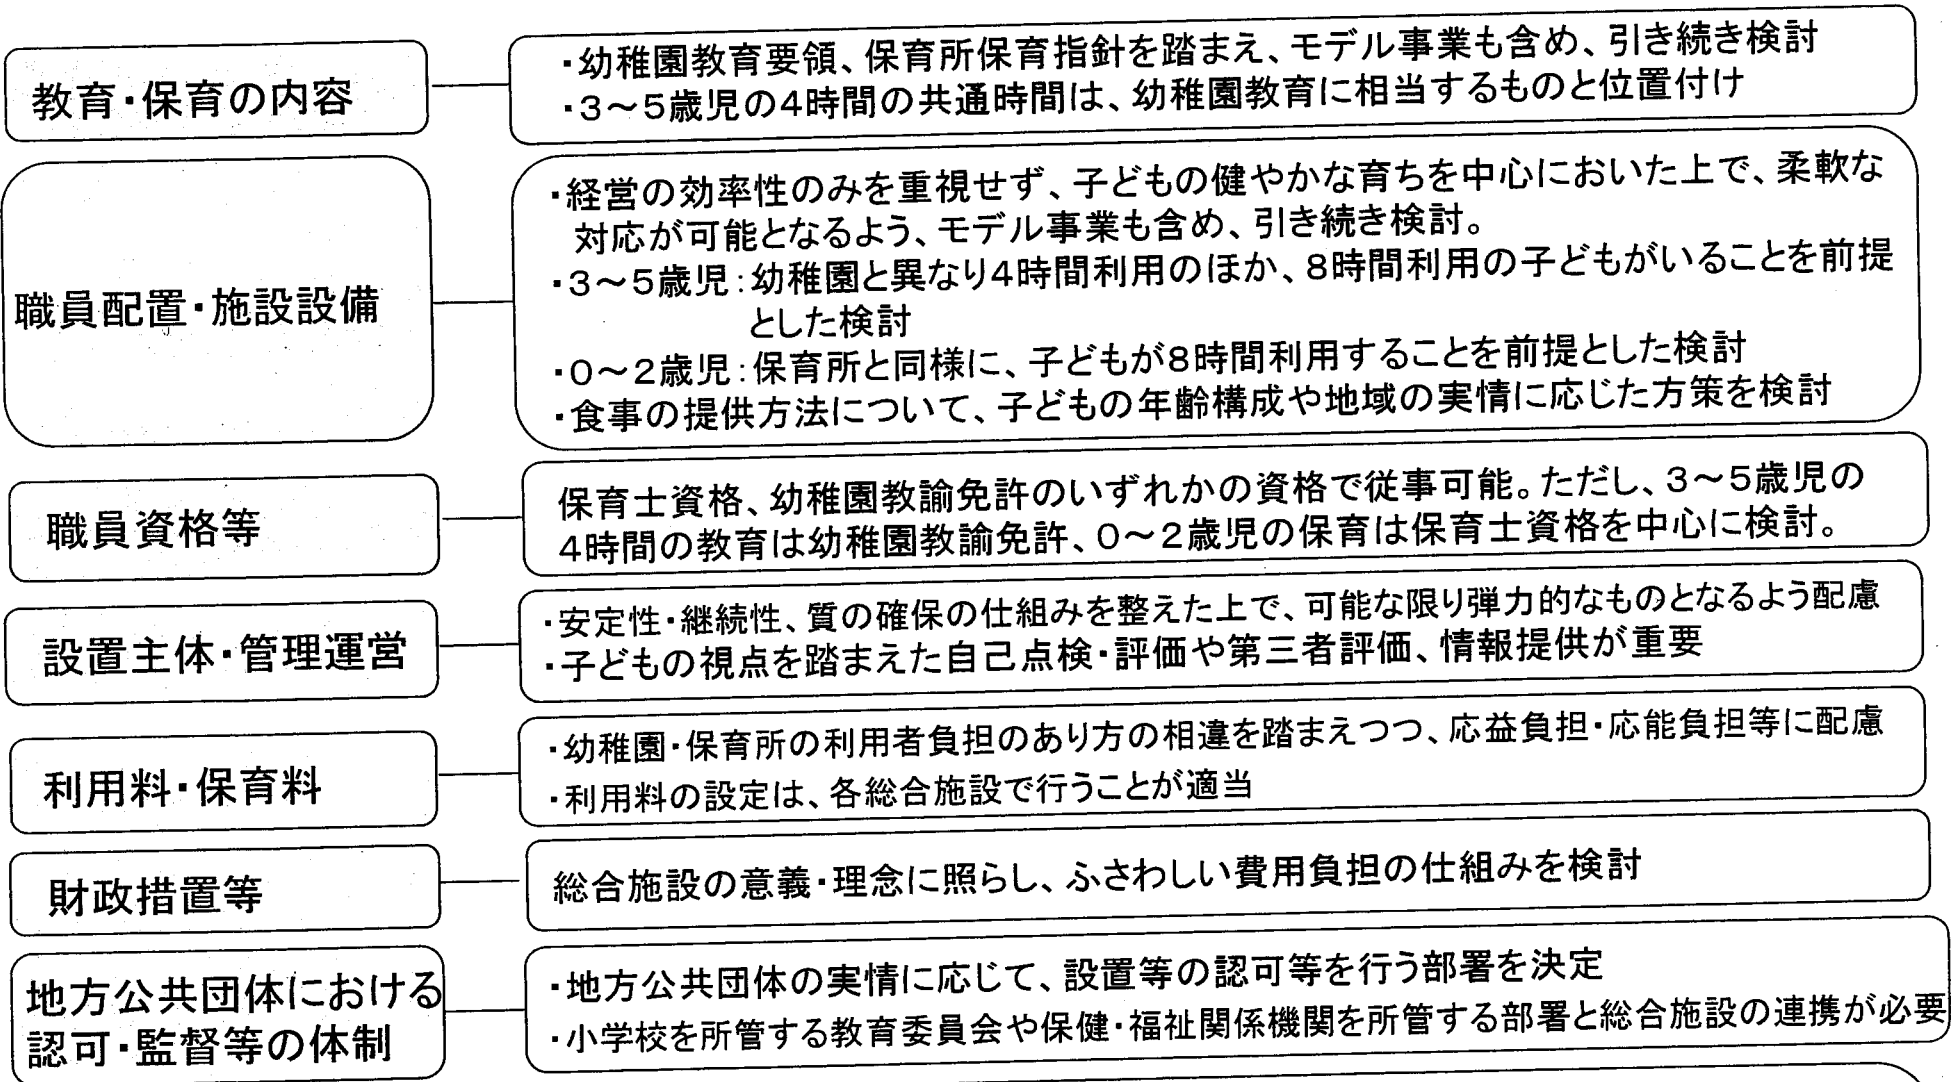 教育・保育の内容
・幼稚園教育要領、保育所保育指針を踏まえ、モデル事業も含め、引き続き検討
・3～5歳児の4時間の共通時間は、幼稚園教育に相当するものと位置付け
職員配置・施設設備
・経営の効率性のみを重視せず、子どもの健やかな育ちを中心においた上で、柔軟な
対応が可能となるよう、モデル事業も含め、引き続き検討。
・3～5歳児：幼稚園と異なり4時間利用のほか、8時間利用の子どもがいることを前提
とした検討
・0～2歳児：保育所と同様に、子どもが8時間利用することを前提とした検討
・食事の提供方法について、子どもの年齢構成や地域の実情に応じた方策を検討
職員資格等
保育士資格、幼稚園教諭免許のいずれかの資格で従事可能。ただし、3～5歳児の
4時間の教育は幼稚園教諭免許、0～2歳児の保育は保育士資格を中心に検討。
設置主体・管理運営
・安定性・継続性、質の確保の仕組みを整えた上で、可能な限り弾力的なものとなるよう配慮
・子どもの視点を踏まえた自己点検・評価や第三者評価、情報提供が重要
利用料・保育料
・幼稚園・保育所の利用者負担のあり方の相違を踏まえつつ、応益負担・応能負担等に配慮
・利用料の設定は、各総合施設で行うことが適当
財政措置等
総合施設の意義・理念に照らし、ふさわしい費用負担の仕組みを検討
地方公共団体における
認可・監督等の体制
・地方公共団体の実情に応じて、設置等の認可等を行う部署を決定
・小学校を所管する教育委員会や保健・福祉関係機関を所管する部署と総合施設の連携が必要